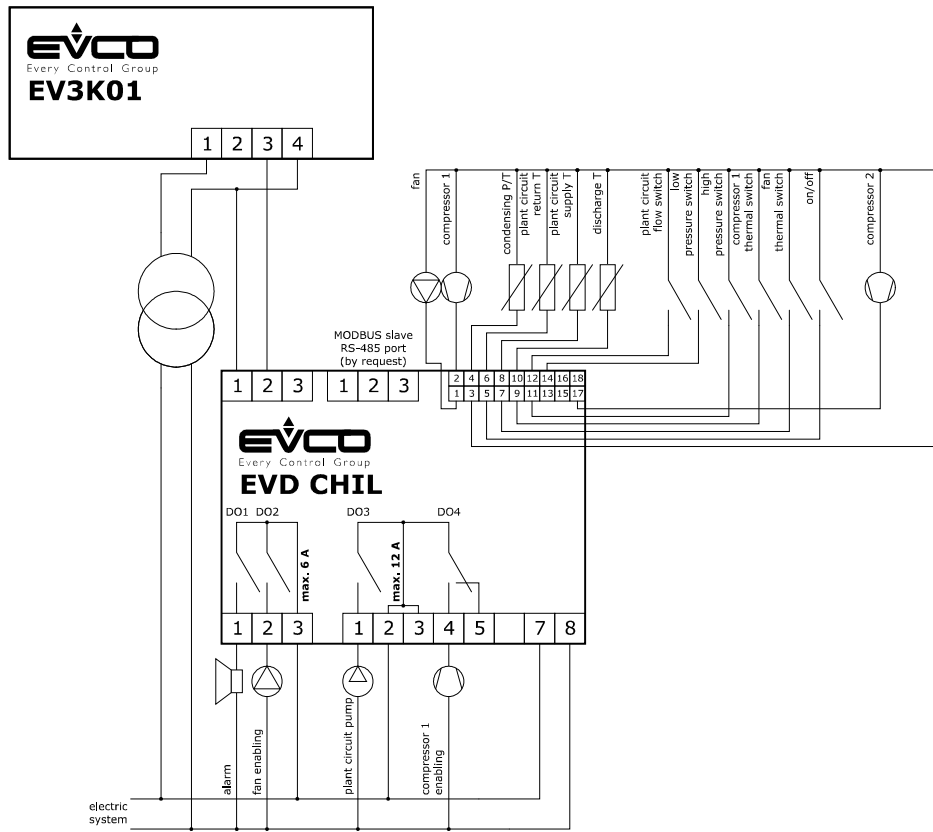 EVCO
Every Control Group
EV3K01
1 2 3 4
fan
compressor 1
condensing P/T
plant circuit
return T
plant circuit
supply T
discharge T
plant circuit
flow switch
low
pressure switch
high
pressure switch
compressor 1
thermal switch
fan
thermal switch
on/off
compressor 2
MODBUS slave
RS-485 port
(by request)
1 2 3
1 2 3
2 4 6 8 10 12 14 16 18
1 3 5 7 9 11 13 15 17
EVCO
Every Control Group
EVD CHIL
DO1 DO2 DO3 DO4
max. 6 A
max. 12 A
1 2 3
1 2 3 4 5 7 8
alarm
fan enabling
plant circuit pump
compressor 1
enabling
electric
system